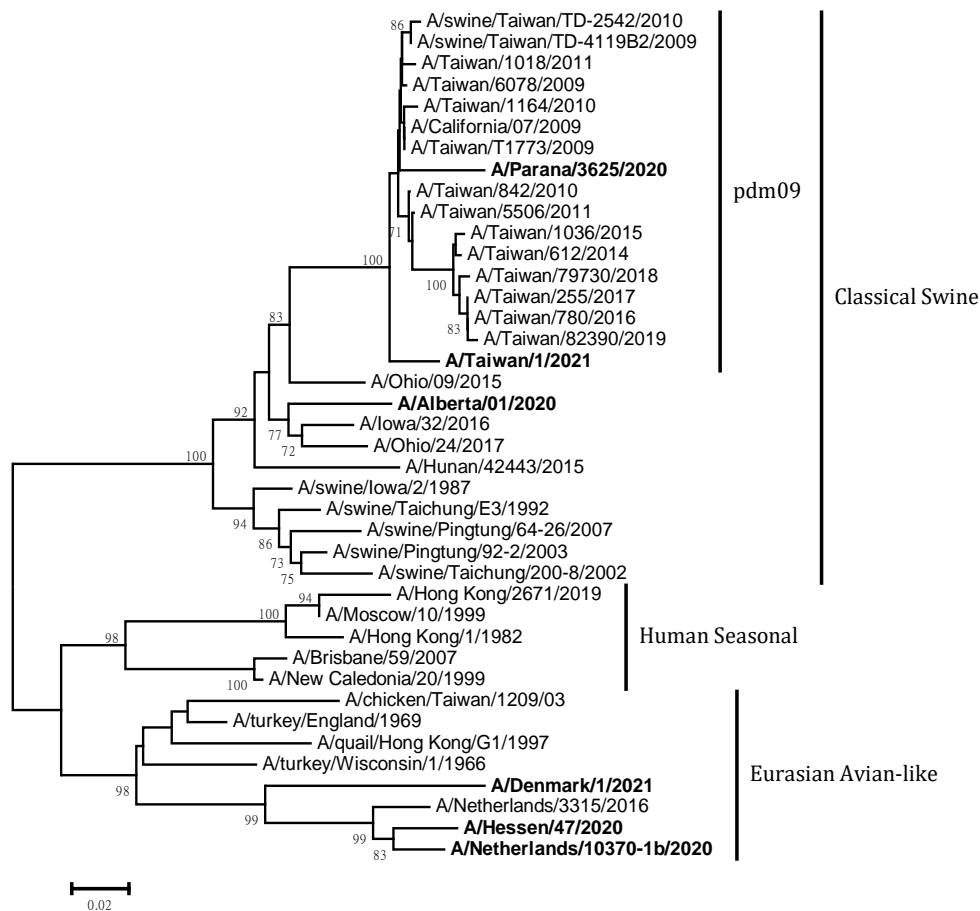 86
A/swine/Taiwan/TD-2542/2010
A/swine/Taiwan/TD-4119B2/2009
A/Taiwan/1018/2011
A/Taiwan/6078/2009
A/Taiwan/1164/2010
A/California/07/2009
A/Taiwan/T1773/2009
A/Parana/3625/2020
pdm09
A/Taiwan/842/2010
A/Taiwan/5506/2011
71
A/Taiwan/1036/2015
A/Taiwan/612/2014
100
A/Taiwan/79730/2018
100
A/Taiwan/255/2017
Classical Swine
A/Taiwan/780/2016
83
83
A/Taiwan/82390/2019
A/Taiwan/1/2021
A/Ohio/09/2015
A/Alberta/01/2020
92
A/Iowa/32/2016
77
A/Ohio/24/2017
72
100
A/Hunan/42443/2015
A/swine/Iowa/2/1987
A/swine/Taichung/E3/1992
94
A/swine/Pingtung/64-26/2007
86
A/swine/Pingtung/92-2/2003
73
A/swine/Taichung/200-8/2002
75
A/Hong Kong/2671/2019
94
A/Moscow/10/1999
100
A/Hong Kong/1/1982
Human Seasonal
98
A/Brisbane/59/2007
A/New Caledonia/20/1999
100
A/chicken/Taiwan/1209/03
A/turkey/England/1969
A/quail/Hong Kong/G1/1997
A/turkey/Wisconsin/1/1966
Eurasian Avian-like
98
A/Denmark/1/2021
A/Netherlands/3315/2016
99
A/Hessen/47/2020
99
A/Netherlands/10370-1b/2020
83
0.02